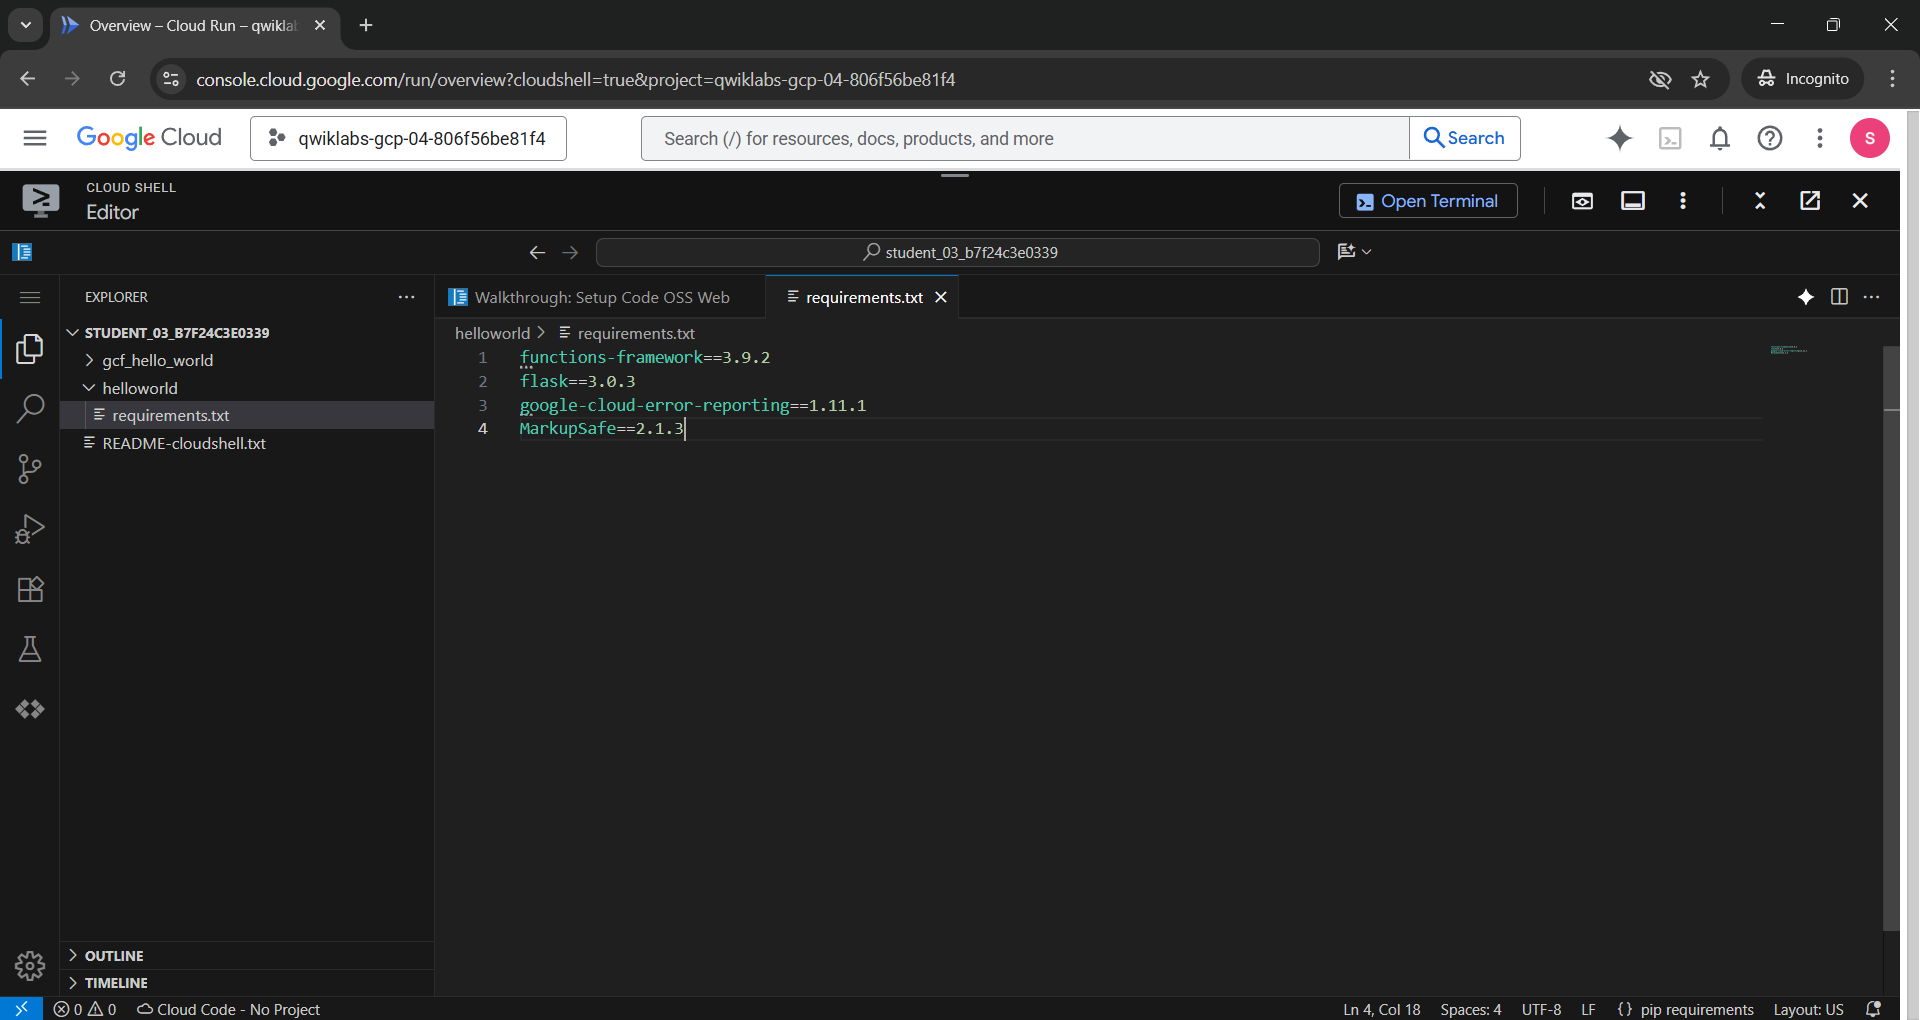 Overview – Cloud Run – qwikla
console.cloud.google.com/run/overview?cloudshell=true&project=qwiklabs-gcp-04-806f56be81f4
Incognito
Google Cloud
qwiklabs-gcp-04-806f56be81f4
Search (/) for resources, docs, products, and more
Search
S
CLOUD SHELL
Editor
Open Terminal
student_03_b7f24c3e0339
EXPLORER
Walkthrough: Setup Code OSS Web
requirements.txt
STUDENT_03_B7F24C3E0339
gcf_hello_world
helloworld
requirements.txt
README-cloudshell.txt
helloworld > requirements.txt
1 functions-framework==3.9.2
2 flask==3.0.3
3 google-cloud-error-reporting==1.11.1
4 MarkupSafe==2.1.3
OUTLINE
TIMELINE
0 0 Cloud Code - No Project
Ln 4, Col 18 Spaces: 4 UTF-8 LF {} pip requirements Layout: US